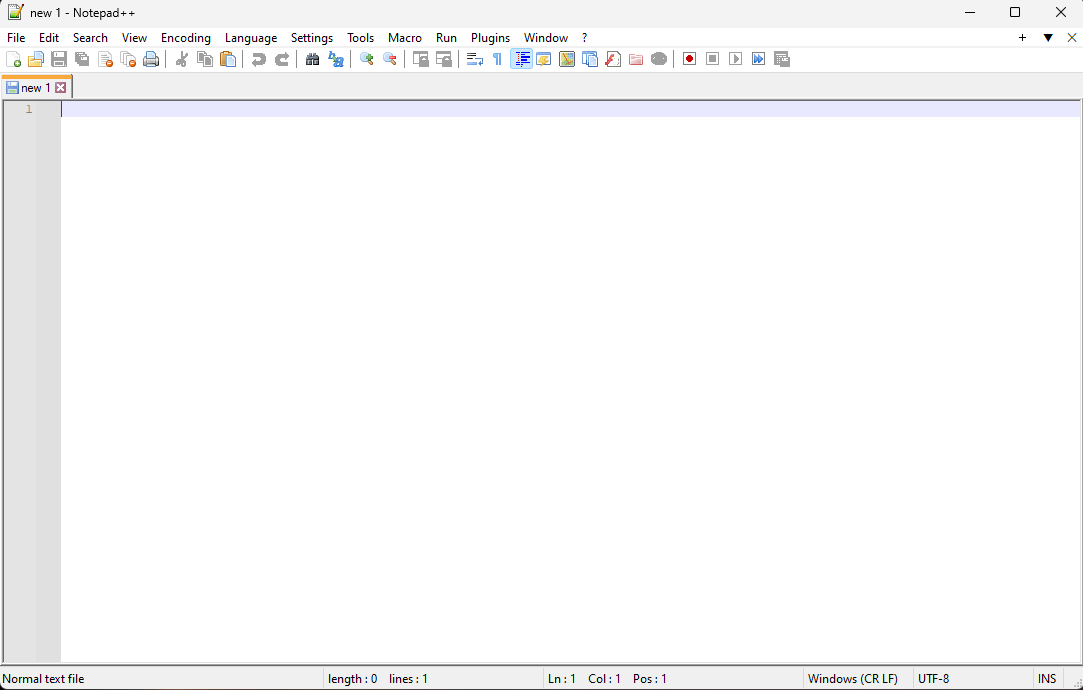 new 1 - Notepad++
File Edit Search View Encoding Language Settings Tools Macro Run Plugins Window ? + ▼ X
new 1
1
Normal text file length : 0 lines : 1 Ln : 1 Col : 1 Pos : 1 Windows (CR LF) UTF-8 INS